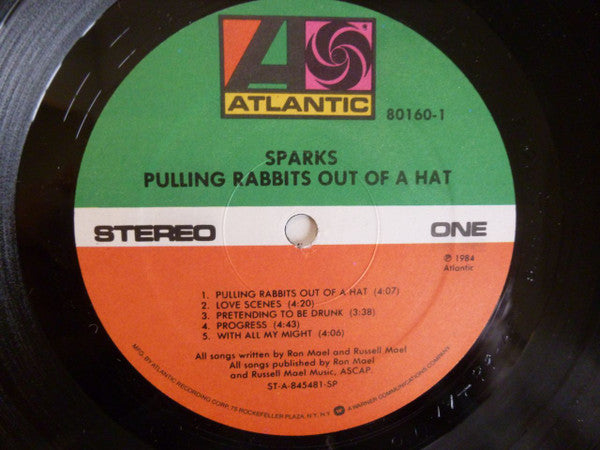 ATLANTIC
80160-1
SPARKS
PULLING RABBITS OUT OF A HAT
STEREO
ONE
℗ 1984
Atlantic
1. PULLING RABBITS OUT OF A HAT (4:07)
2. LOVE SCENES (4:20)
3. PRETENDING TO BE DRUNK (3:38)
4. PROGRESS (4:43)
5. WITH ALL MY MIGHT (4:06)
All songs written by Ron Mael and Russell Mael
All songs published by Ron Mael
and Russell Mael Music, ASCAP.
ST-A-845481-SP
MFG. BY ATLANTIC RECORDING CORP., 75 ROCKEFELLER PLAZA, N.Y., N.Y. A WARNER COMMUNICATIONS COMPANY